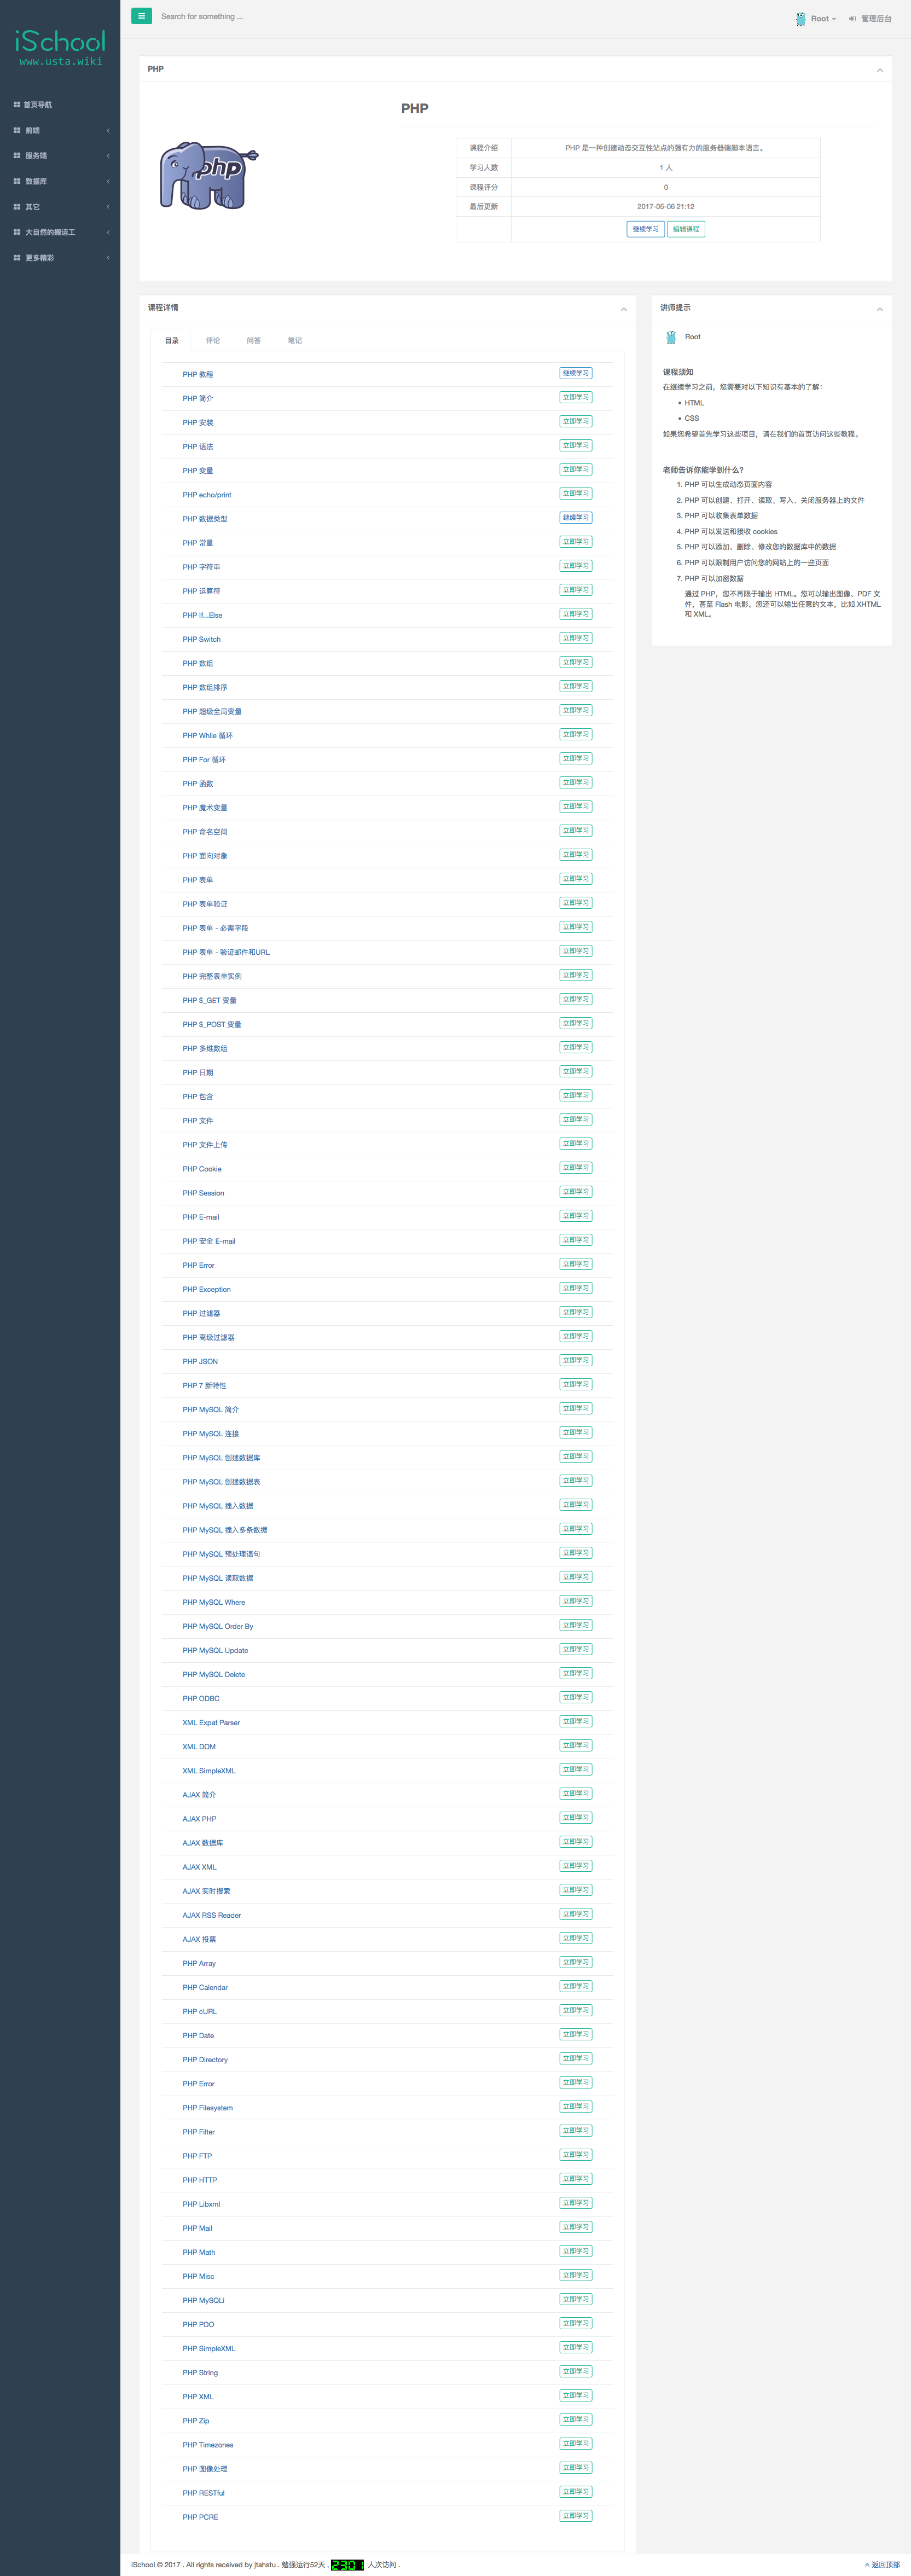 iSchool
www.usta.wiki
首页导航
前端
服务端
数据库
其它
大自然的搬运工
更多精彩
Search for something ...
Root
管理后台
PHP
php
PHP
课程介绍 PHP 是一种创建动态交互性站点的强有力的服务器端脚本语言。
学习人数 1 人
课程评分 0
最后更新 2017-05-06 21:12
继续学习 编辑课程
课程详情
目录 评论 问答 笔记
PHP 教程 继续学习
PHP 简介 立即学习
PHP 安装 立即学习
PHP 语法 立即学习
PHP 变量 立即学习
PHP echo/print 立即学习
PHP 数据类型 继续学习
PHP 常量 立即学习
PHP 字符串 立即学习
PHP 运算符 立即学习
PHP If...Else 立即学习
PHP Switch 立即学习
PHP 数组 立即学习
PHP 数组排序 立即学习
PHP 超级全局变量 立即学习
PHP While 循环 立即学习
PHP For 循环 立即学习
PHP 函数 立即学习
PHP 魔术变量 立即学习
PHP 命名空间 立即学习
PHP 面向对象 立即学习
PHP 表单 立即学习
PHP 表单验证 立即学习
PHP 表单 - 必需字段 立即学习
PHP 表单 - 验证邮件和URL 立即学习
PHP 完整表单实例 立即学习
PHP $_GET 变量 立即学习
PHP $_POST 变量 立即学习
PHP 多维数组 立即学习
PHP 日期 立即学习
PHP 包含 立即学习
PHP 文件 立即学习
PHP 文件上传 立即学习
PHP Cookie 立即学习
PHP Session 立即学习
PHP E-mail 立即学习
PHP 安全 E-mail 立即学习
PHP Error 立即学习
PHP Exception 立即学习
PHP 过滤器 立即学习
PHP 高级过滤器 立即学习
PHP JSON 立即学习
PHP 7 新特性 立即学习
PHP MySQL 简介 立即学习
PHP MySQL 连接 立即学习
PHP MySQL 创建数据库 立即学习
PHP MySQL 创建数据表 立即学习
PHP MySQL 插入数据 立即学习
PHP MySQL 插入多条数据 立即学习
PHP MySQL 预处理语句 立即学习
PHP MySQL 读取数据 立即学习
PHP MySQL Where 立即学习
PHP MySQL Order By 立即学习
PHP MySQL Update 立即学习
PHP MySQL Delete 立即学习
PHP ODBC 立即学习
XML Expat Parser 立即学习
XML DOM 立即学习
XML SimpleXML 立即学习
AJAX 简介 立即学习
AJAX PHP 立即学习
AJAX 数据库 立即学习
AJAX XML 立即学习
AJAX 实时搜索 立即学习
AJAX RSS Reader 立即学习
AJAX 投票 立即学习
PHP Array 立即学习
PHP Calendar 立即学习
PHP cURL 立即学习
PHP Date 立即学习
PHP Directory 立即学习
PHP Error 立即学习
PHP Filesystem 立即学习
PHP Filter 立即学习
PHP FTP 立即学习
PHP HTTP 立即学习
PHP Libxml 立即学习
PHP Mail 立即学习
PHP Math 立即学习
PHP Misc 立即学习
PHP MySQLi 立即学习
PHP PDO 立即学习
PHP SimpleXML 立即学习
PHP String 立即学习
PHP XML 立即学习
PHP Zip 立即学习
PHP Timezones 立即学习
PHP 图像处理 立即学习
PHP RESTful 立即学习
PHP PCRE 立即学习
讲师提示
Root
课程须知
在继续学习之前，您需要对以下知识有基本的了解：
• HTML
• CSS
如果您希望首先学习这些项目，请在我们的首页访问这些教程。
老师告诉你能学到什么？
1. PHP 可以生成动态页面内容
2. PHP 可以创建、打开、读取、写入、关闭服务器上的文件
3. PHP 可以收集表单数据
4. PHP 可以发送和接收 cookies
5. PHP 可以添加、删除、修改您的数据库中的数据
6. PHP 可以限制用户访问您的网站上的一些页面
7. PHP 可以加密数据
通过 PHP，您不再限于输出 HTML。您可以输出图像、PDF 文
件，甚至 Flash 电影。您还可以输出任意的文本，比如 XHTML
和 XML。
iSchool © 2017 . All rights received by jtahstu . 勉强运行52天 . 2301 人次访问 .
返回顶部